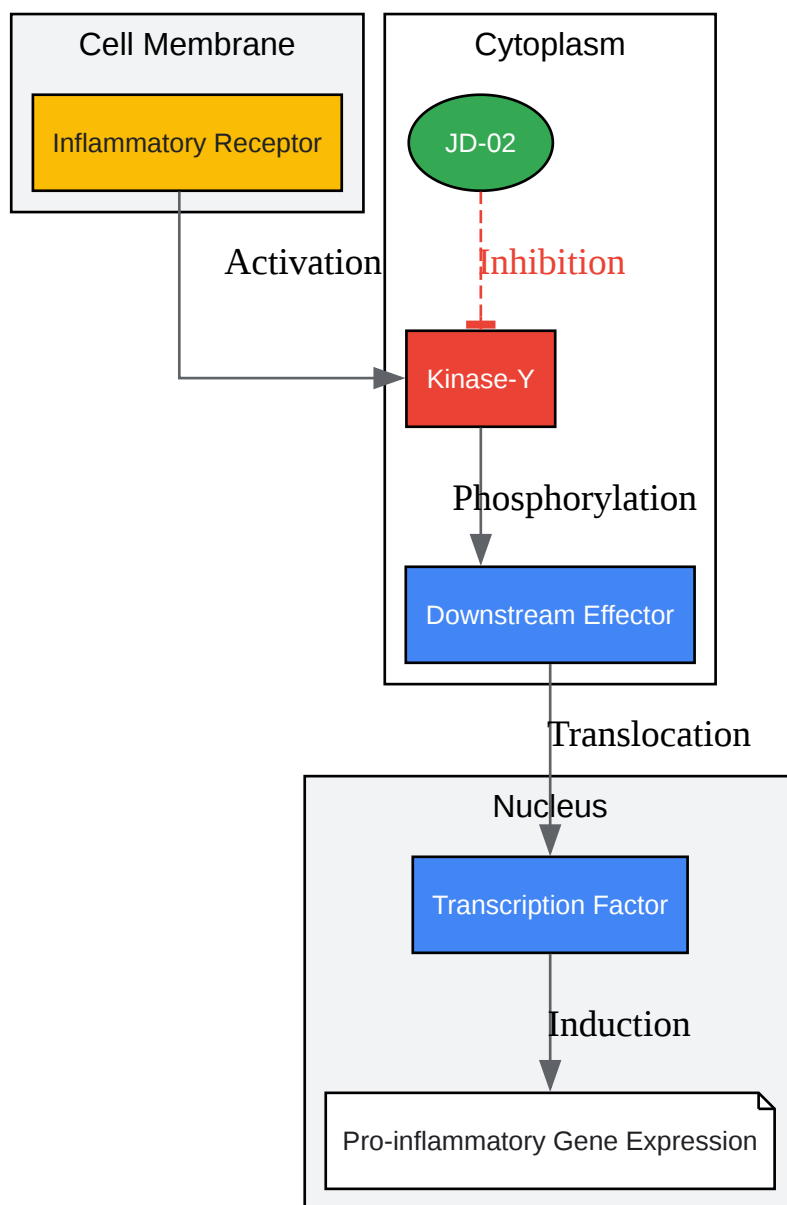 Cell Membrane
Cytoplasm
Inflammatory Receptor
JD-02
Activation
Inhibition
Kinase-Y
Phosphorylation
Downstream Effector
Translocation
Nucleus
Transcription Factor
Induction
Pro-inflammatory Gene Expression